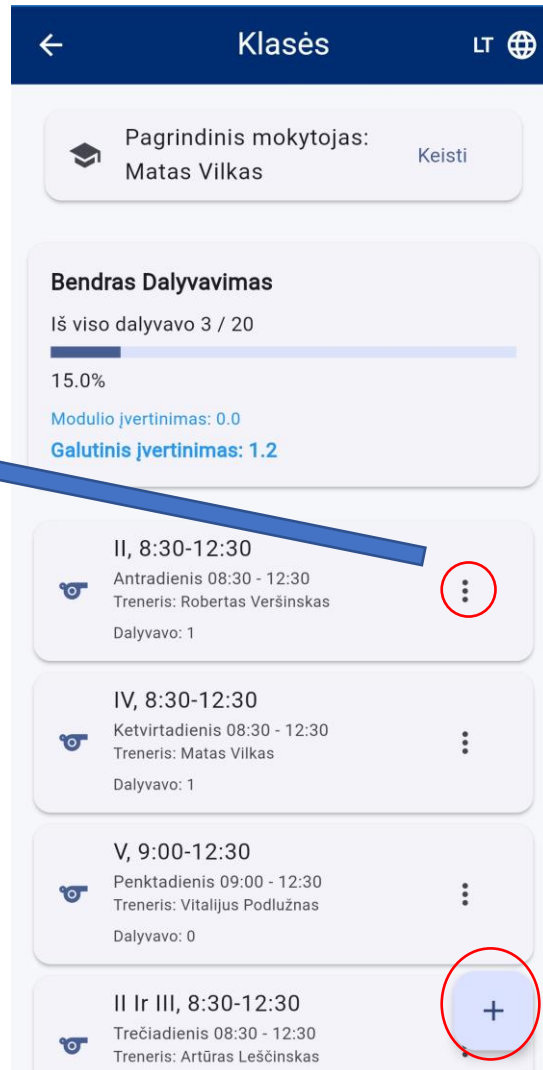 Klasės
LT
Pagrindinis mokytojas:
Matas Vilkas
Keisti
Bendras Dalyvavimas
Iš viso dalyvavo 3 / 20
15.0%
Modulio įvertinimas: 0.0
Galutinis įvertinimas: 1.2
II, 8:30-12:30
Antradienis 08:30 - 12:30
Treneris: Robertas Veršinskas
Dalyvavo: 1
IV, 8:30-12:30
Ketvirtadienis 08:30 - 12:30
Treneris: Matas Vilkas
Dalyvavo: 1
V, 9:00-12:30
Penktadienis 09:00 - 12:30
Treneris: Vitalijus Podlužnas
Dalyvavo: 0
II Ir III, 8:30-12:30
Trečiadienis 08:30 - 12:30
Treneris: Artūras Leščinskas